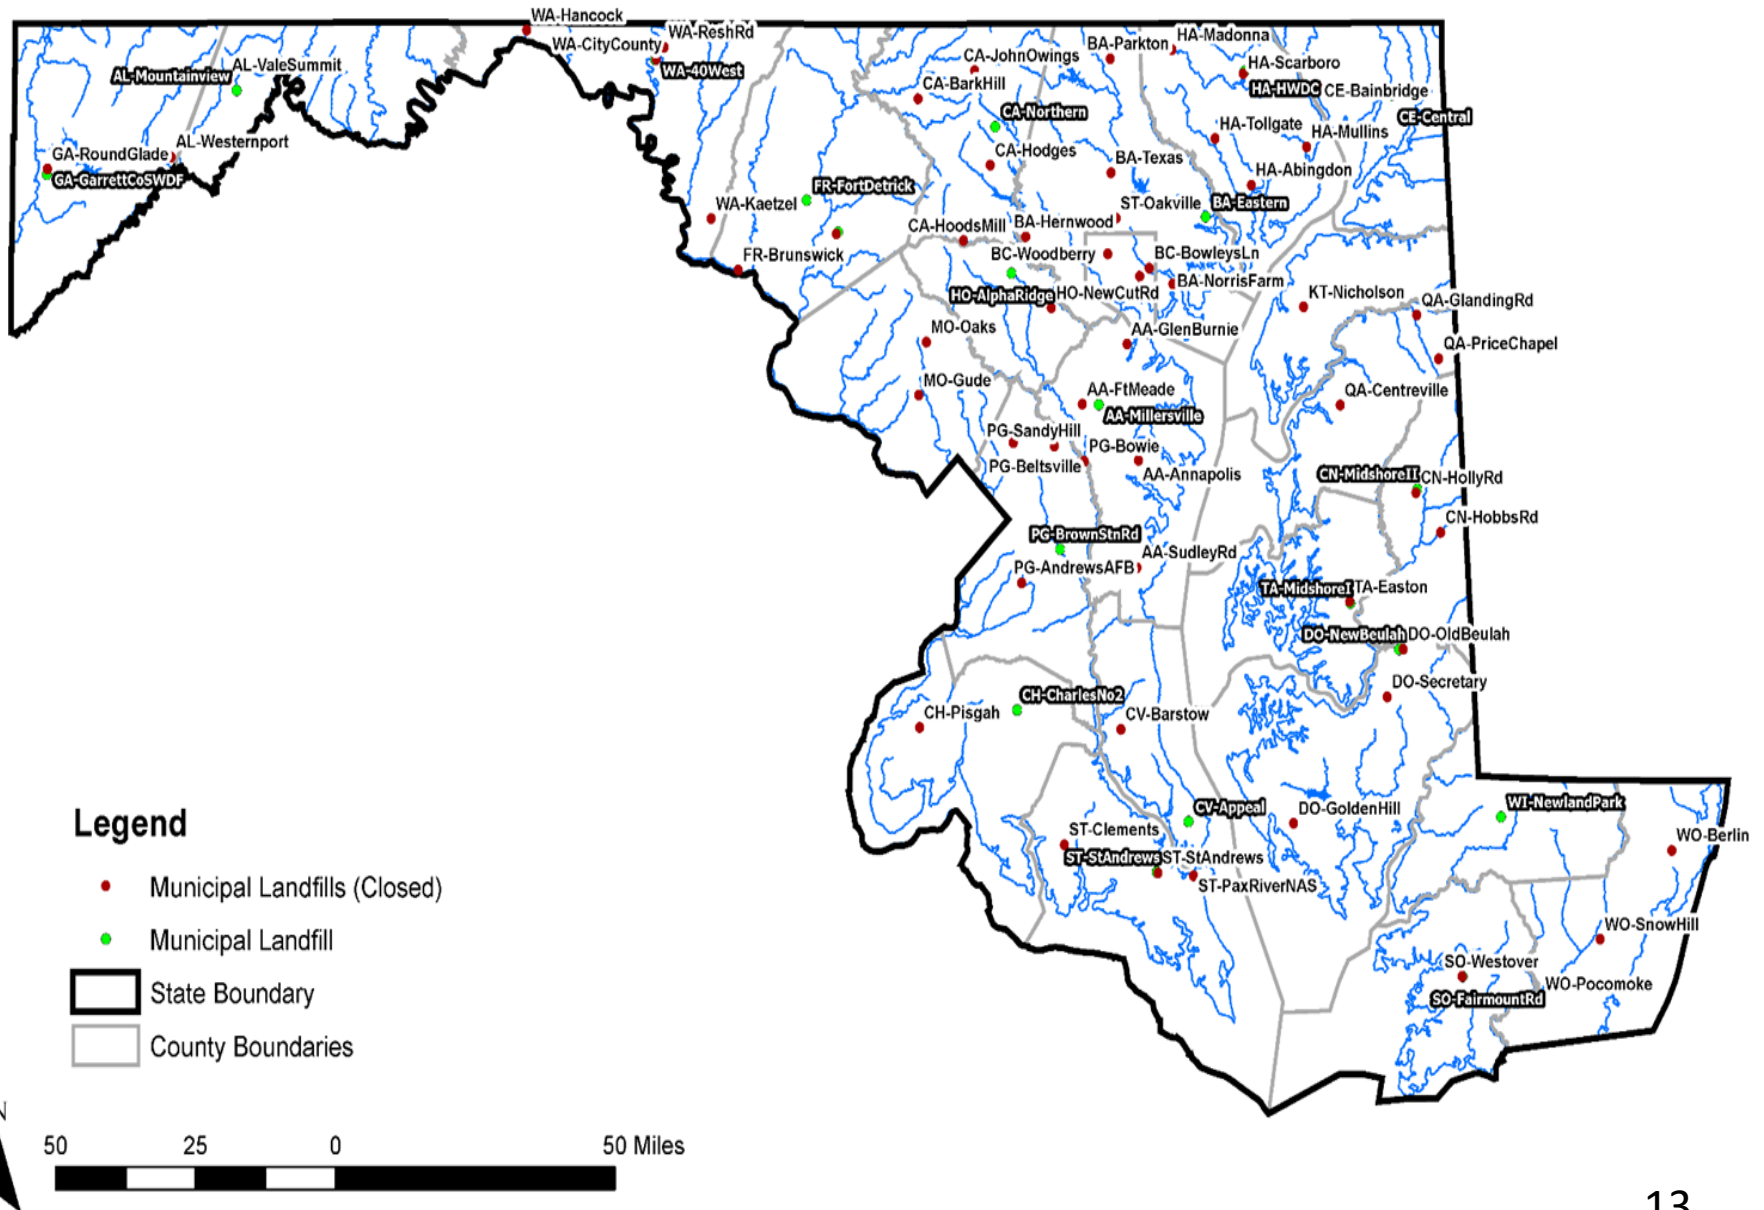 WA-Hancock
WA-ReshRd
WA-CityCounty
WA-40West
AL-ValeSummit
AL-Mountainview
AL-Westernport
GA-RoundGlade
GA-GarrettCoSWDF
HA-Madonna
BA-Parkton
CA-JohnOwings
HA-Scarboro
CA-BarkHill
HA-HWDC
CE-Bainbridge
CA-Northern
CE-Central
HA-Tollgate
HA-Mullins
CA-Hodges
BA-Texas
HA-Abingdon
FR-FortDetrick
WA-Kaetzel
ST-Oakville
BA-Eastern
CA-HoodsMill
BA-Hernwood
FR-Brunswick
BC-Woodberry
BC-BowleysLn
BA-NorrisFarm
HO-AlphaRidge
HO-NewCutRd
KT-Nicholson
QA-GlandingRd
MO-Oaks
AA-GlenBurnie
QA-PriceChapel
MO-Gude
AA-FtMeade
QA-Centreville
AA-Millersville
PG-SandyHill
PG-Bowie
PG-Beltsville
AA-Annapolis
CN-MidshoreII
CN-HollyRd
CN-HobbsRd
PG-BrownStnRd
AA-SudleyRd
PG-AndrewsAFB
TA-MidshoreI
TA-Easton
DO-NewBeulah
DO-OldBeulah
DO-Secretary
CH-CharlesNo2
CH-Pisgah
CV-Barstow
CV-Appeal
DO-GoldenHill
WI-NewlandPark
ST-Clements
WO-Berlin
ST-StAndrews
ST-StAndrews
ST-PaxRiverNAS
WO-SnowHill
SO-Westover
WO-Pocomoke
SO-FairmountRd
Legend
Municipal Landfills (Closed)
Municipal Landfill
State Boundary
County Boundaries
N
50 25 0 50 Miles
13